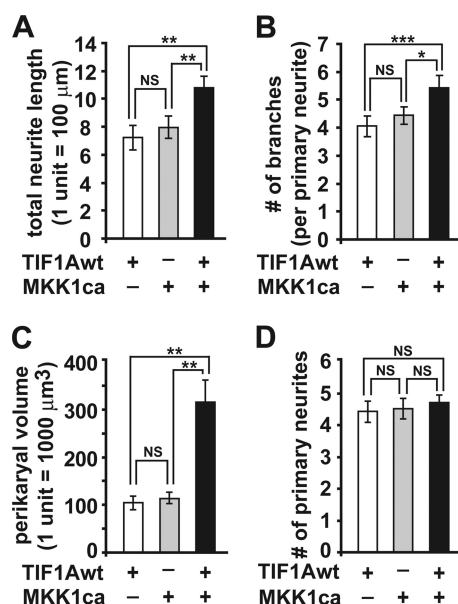 A
total neurite length
(1 unit = 100 μm)
14
12
10
8
6
4
2
0
**
NS
**
TIF1Awt + – +
MKK1ca – + +
B
# of branches
(per primary neurite)
7
6
5
4
3
2
1
0
***
NS
*
TIF1Awt + – +
MKK1ca – + +
C
perikaryal volume
(1 unit = 1000 μm3)
400
300
200
100
0
**
**
NS
TIF1Awt + – +
MKK1ca – + +
D
# of primary neurites
6
5
4
3
2
1
0
NS
NS
NS
TIF1Awt + – +
MKK1ca – + +